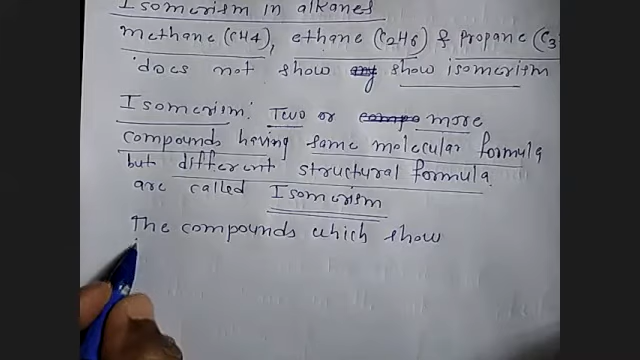 Isomerism in alkanes
methane (CH4), ethane (C2H6) & propane (C3
does not show show isomerism
Isomerism: Two or more
compounds having same molecular formula
but different structural formula
are called Isomerism
The compounds which show